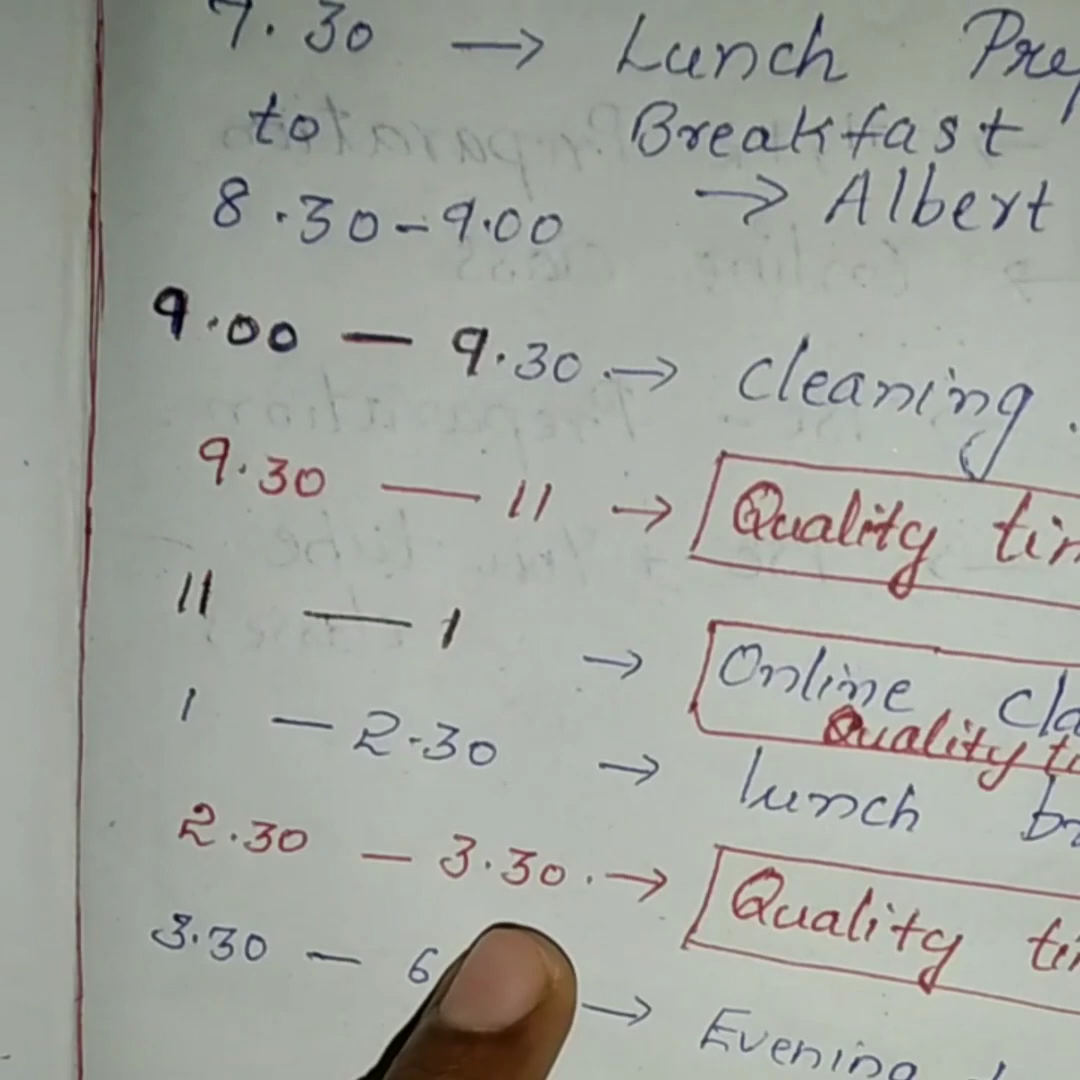 7.30 → Lunch
to Breakfast
8.30-9.00 → Albert
9.00 — 9.30 .→ cleaning .
9.30 — 11 → Quality
11 — 1 → Online
Quality
1 — 2.30 → lunch
2.30 — 3.30 .→ Quality
3.30 — 6 → Evening